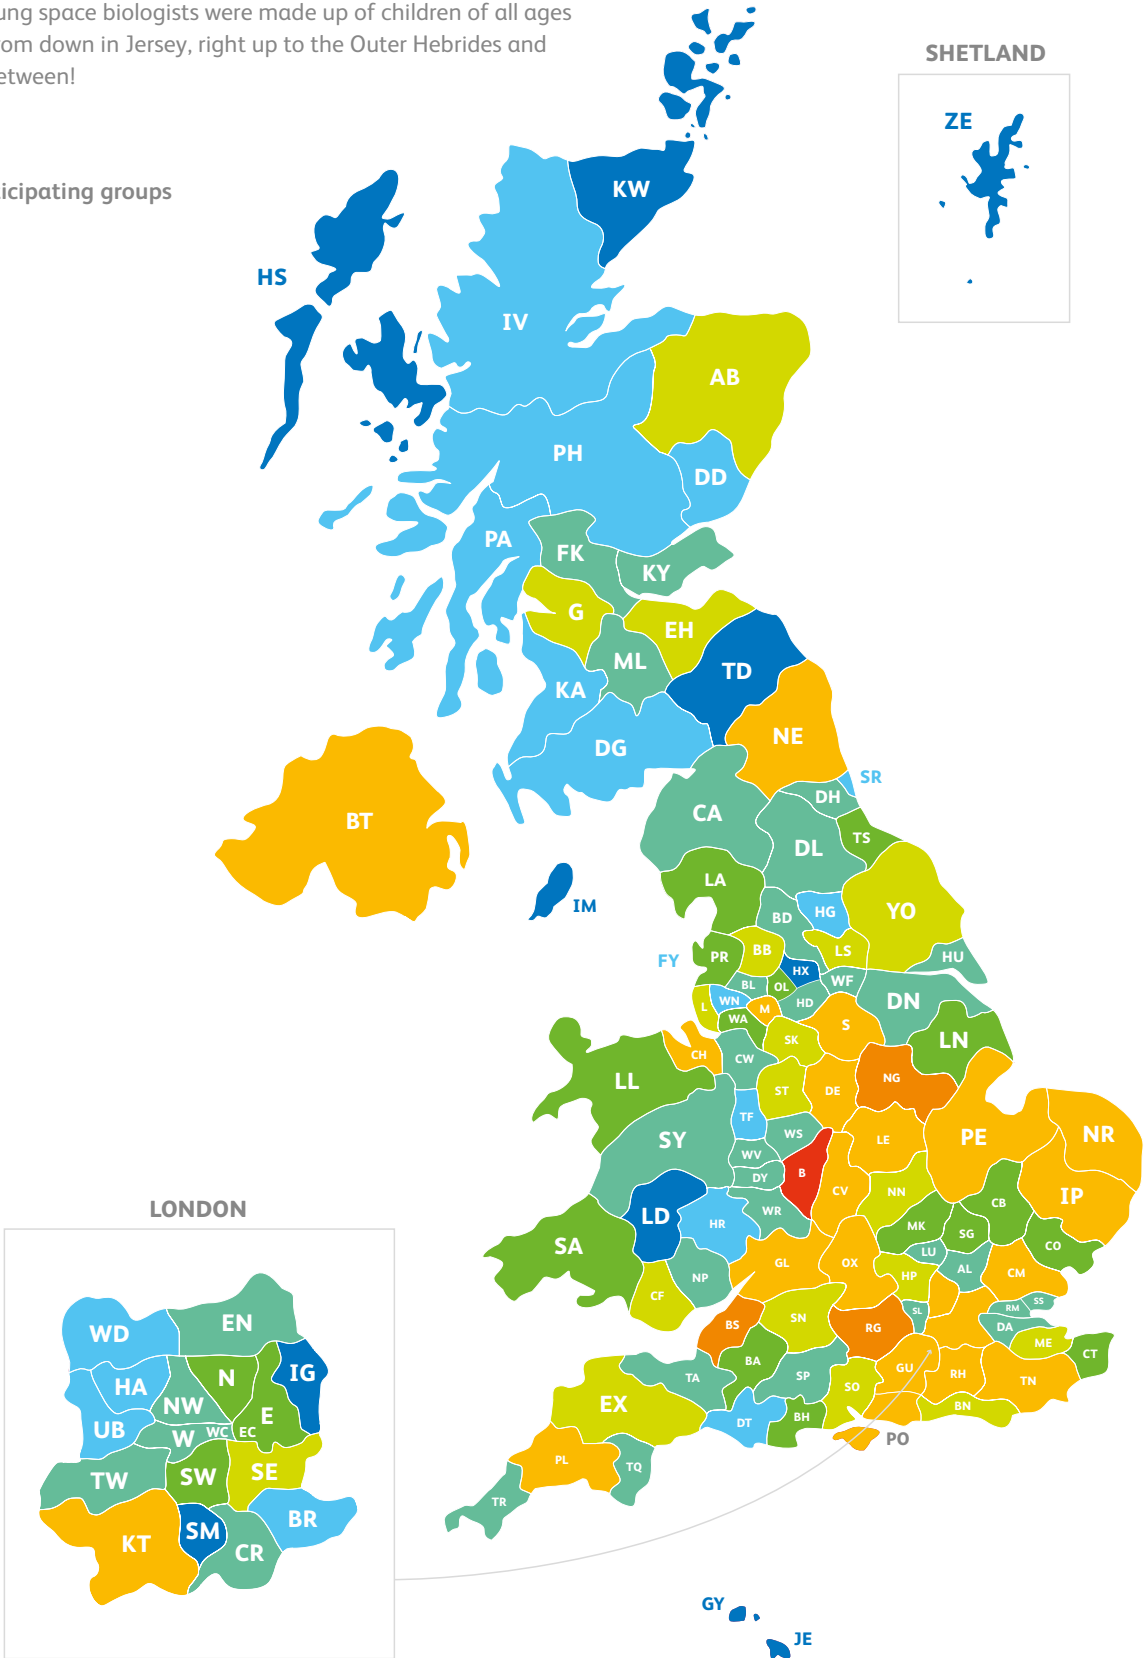 ung space biologists were made up of children of all ages
rom down in Jersey, right up to the Outer Hebrides and
etween!
SHETLAND
ZE
icipating groups
KW
HS
IV
AB
PH
DD
PA
FK
KY
G
EH
ML
TD
KA
NE
DG
SR
DH
CA
BT
TS
DL
LA
IM
HG
YO
BD
FY
PR
BB
LS
HU
HX
WF
BL
OL
DN
L
WN
M
HD
WA
S
SK
LN
CH
CW
LL
NG
ST
DE
TF
SY
WS
LE
PE
NR
WV
B
DY
CV
NN
IP
CB
LONDON
LD
HR
WR
MK
SG
SA
LU
CO
NP
GL
OX
AL
CM
HP
CF
SL
RM
SS
BS
SN
RG
DA
ME
CT
WD
EN
BA
GU
RH
TN
IG
HA
N
TA
SP
SO
NW
EX
BN
E
DT
BH
UB
W
WC
EC
PO
TW
SW
SE
PL
TQ
TR
KT
SM
BR
CR
GY
JE